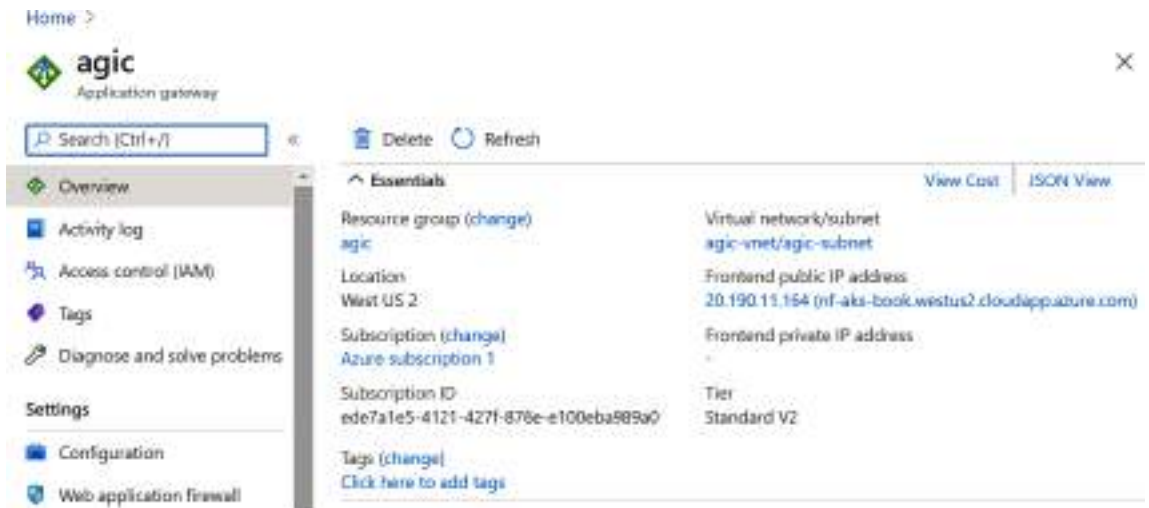 Home >
agic
Application gateway
Search (Ctrl+/)
«
Delete
Refresh
Overview
Activity log
Access control (IAM)
Tags
Diagnose and solve problems
Settings
Configuration
Web application firewall
Essentials
View Cost
JSON View
Resource group (change)
agic
Location
West US 2
Subscription (change)
Azure subscription 1
Subscription ID
ede7a1e5-4121-427f-876e-e100eba989a0
Tags (change)
Click here to add tags
Virtual network/subnet
agic-vnet/agic-subnet
Frontend public IP address
20.190.11.164 (nf-aks-book.westus2.cloudapp.azure.com)
Frontend private IP address
-
Tier
Standard V2